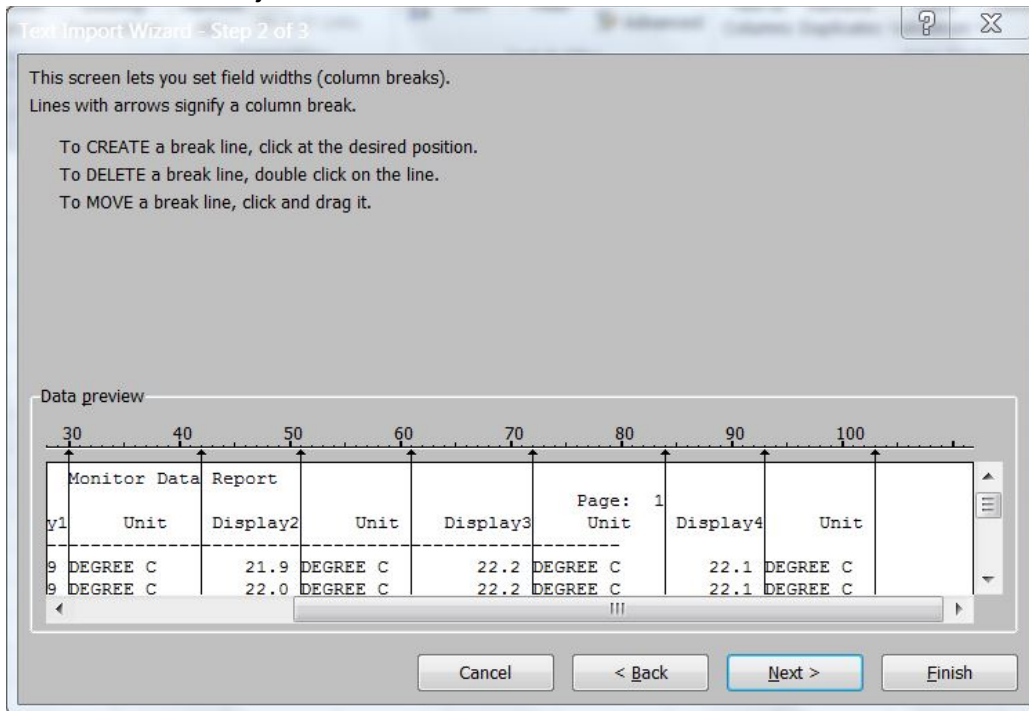 Text Import Wizard - Step 2 of 3
This screen lets you set field widths (column breaks).
Lines with arrows signify a column break.
To CREATE a break line, click at the desired position.
To DELETE a break line, double click on the line.
To MOVE a break line, click and drag it.
Data preview
30 40 50 60 70 80 90 100
Monitor Data Report
Page: 1
y1 Unit Display2 Unit Display3 Unit Display4 Unit
--------------------------------------------------
9 DEGREE C 21.9 DEGREE C 22.2 DEGREE C 22.1 DEGREE C
9 DEGREE C 22.0 DEGREE C 22.2 DEGREE C 22.1 DEGREE C
Cancel < Back Next > Finish